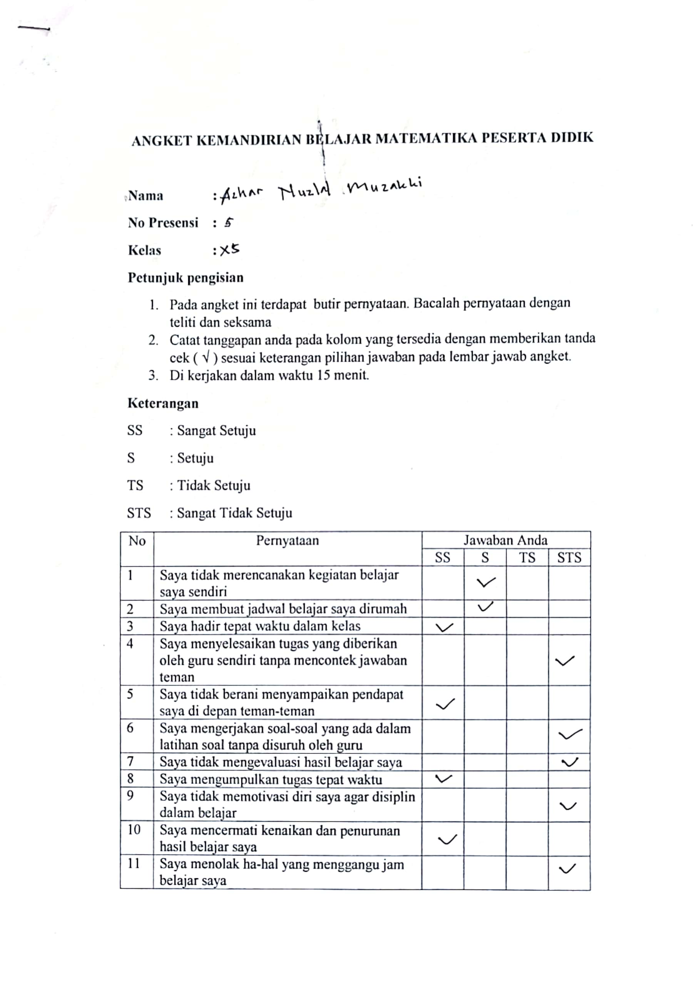 ANGKET KEMANDIRIAN BELAJAR MATEMATIKA PESERTA DIDIK
Nama : Azhar Nuzlal Muzakki
No Presensi : 5
Kelas : X5
Petunjuk pengisian
1. Pada angket ini terdapat butir pernyataan. Bacalah pernyataan dengan
teliti dan seksama
2. Catat tanggapan anda pada kolom yang tersedia dengan memberikan tanda
cek ( √ ) sesuai keterangan pilihan jawaban pada lembar jawab angket.
3. Di kerjakan dalam waktu 15 menit.
Keterangan
SS : Sangat Setuju
S : Setuju
TS : Tidak Setuju
STS : Sangat Tidak Setuju
No Pernyataan Jawaban Anda
SS S TS STS
1 Saya tidak merencanakan kegiatan belajar
saya sendiri ✓
2 Saya membuat jadwal belajar saya dirumah ✓
3 Saya hadir tepat waktu dalam kelas ✓
4 Saya menyelesaikan tugas yang diberikan
oleh guru sendiri tanpa mencontek jawaban ✓
teman
5 Saya tidak berani menyampaikan pendapat
saya di depan teman-teman ✓
6 Saya mengerjakan soal-soal yang ada dalam
latihan soal tanpa disuruh oleh guru ✓
7 Saya tidak mengevaluasi hasil belajar saya ✓
8 Saya mengumpulkan tugas tepat waktu ✓
9 Saya tidak memotivasi diri saya agar disiplin
dalam belajar ✓
10 Saya mencermati kenaikan dan penurunan
hasil belajar saya ✓
11 Saya menolak ha-hal yang menggangu jam
belajar saya ✓